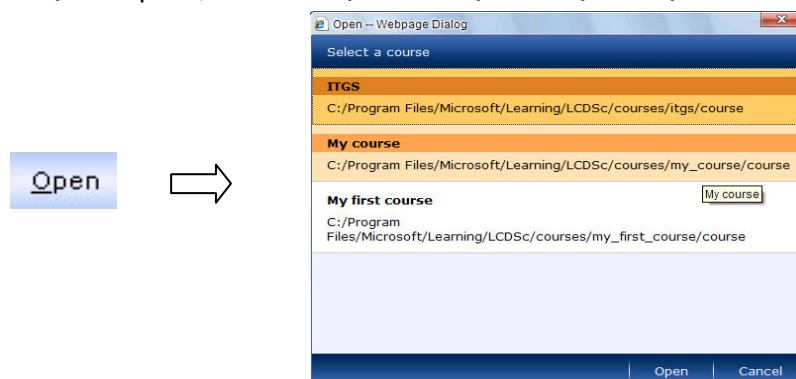 Open -- Webpage Dialog
Select a course
ITGS
C:/Program Files/Microsoft/Learning/LCDSc/courses/itgs/course
My course
C:/Program Files/Microsoft/Learning/LCDSc/courses/my_course/course
My course
My first course
C:/Program
Files/Microsoft/Learning/LCDSc/courses/my_first_course/course
Open
Open Cancel